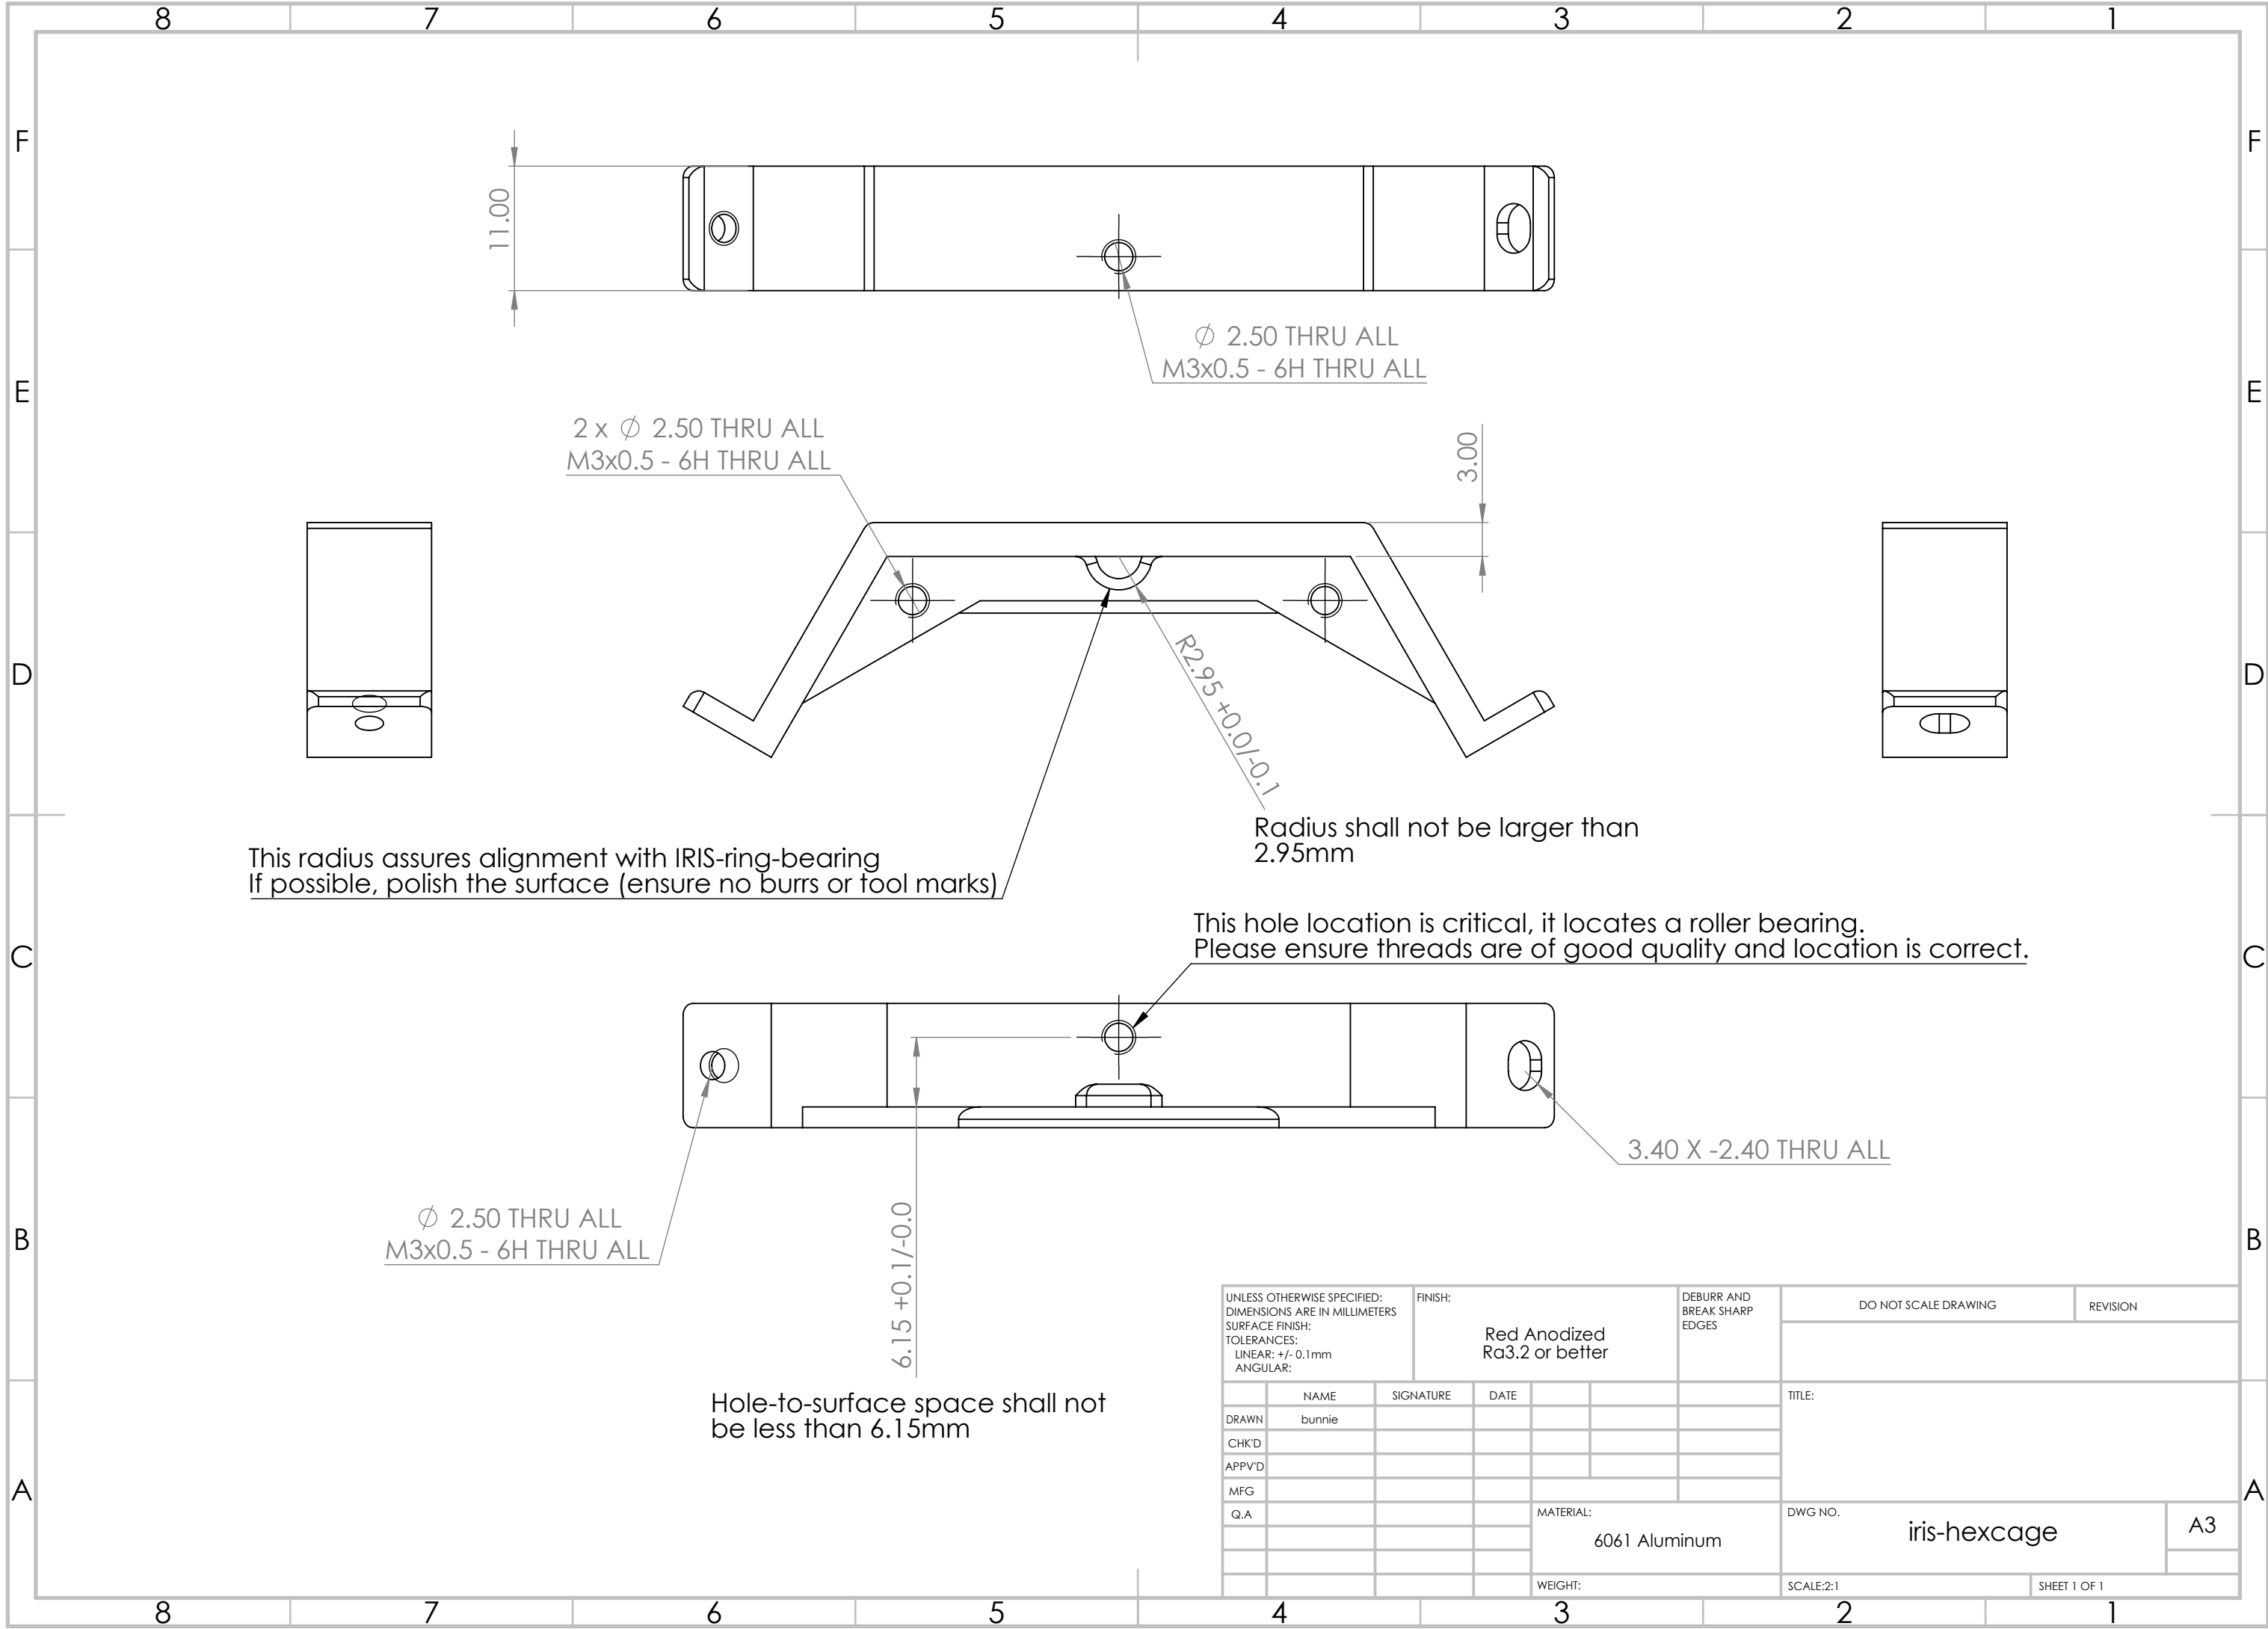 8 7 6 5 4 3 2 1
F F
11.00
Ø 2.50 THRU ALL
M3x0.5 - 6H THRU ALL
E E
2 x Ø 2.50 THRU ALL
M3x0.5 - 6H THRU ALL
3.00
D D
R2.95 +0.0/-0.1
Radius shall not be larger than
2.95mm
This radius assures alignment with IRIS-ring-bearing
If possible, polish the surface (ensure no burrs or tool marks)
This hole location is critical, it locates a roller bearing.
Please ensure threads are of good quality and location is correct.
C C
3.40 X -2.40 THRU ALL
Ø 2.50 THRU ALL
M3x0.5 - 6H THRU ALL
B B
6.15 +0.1/-0.0
Hole-to-surface space shall not
be less than 6.15mm
UNLESS OTHERWISE SPECIFIED:
DIMENSIONS ARE IN MILLIMETERS
SURFACE FINISH:
TOLERANCES:
LINEAR: +/- 0.1mm
ANGULAR:
FINISH:
Red Anodized
Ra3.2 or better
DEBURR AND
BREAK SHARP
EDGES
DO NOT SCALE DRAWING
REVISION
NAME SIGNATURE DATE
TITLE:
DRAWN bunnie
CHK'D
APPV'D
MFG
Q.A
A A
MATERIAL:
6061 Aluminum
DWG NO.
iris-hexcage
A3
WEIGHT:
SCALE:2:1
SHEET 1 OF 1
8 7 6 5 4 3 2 1